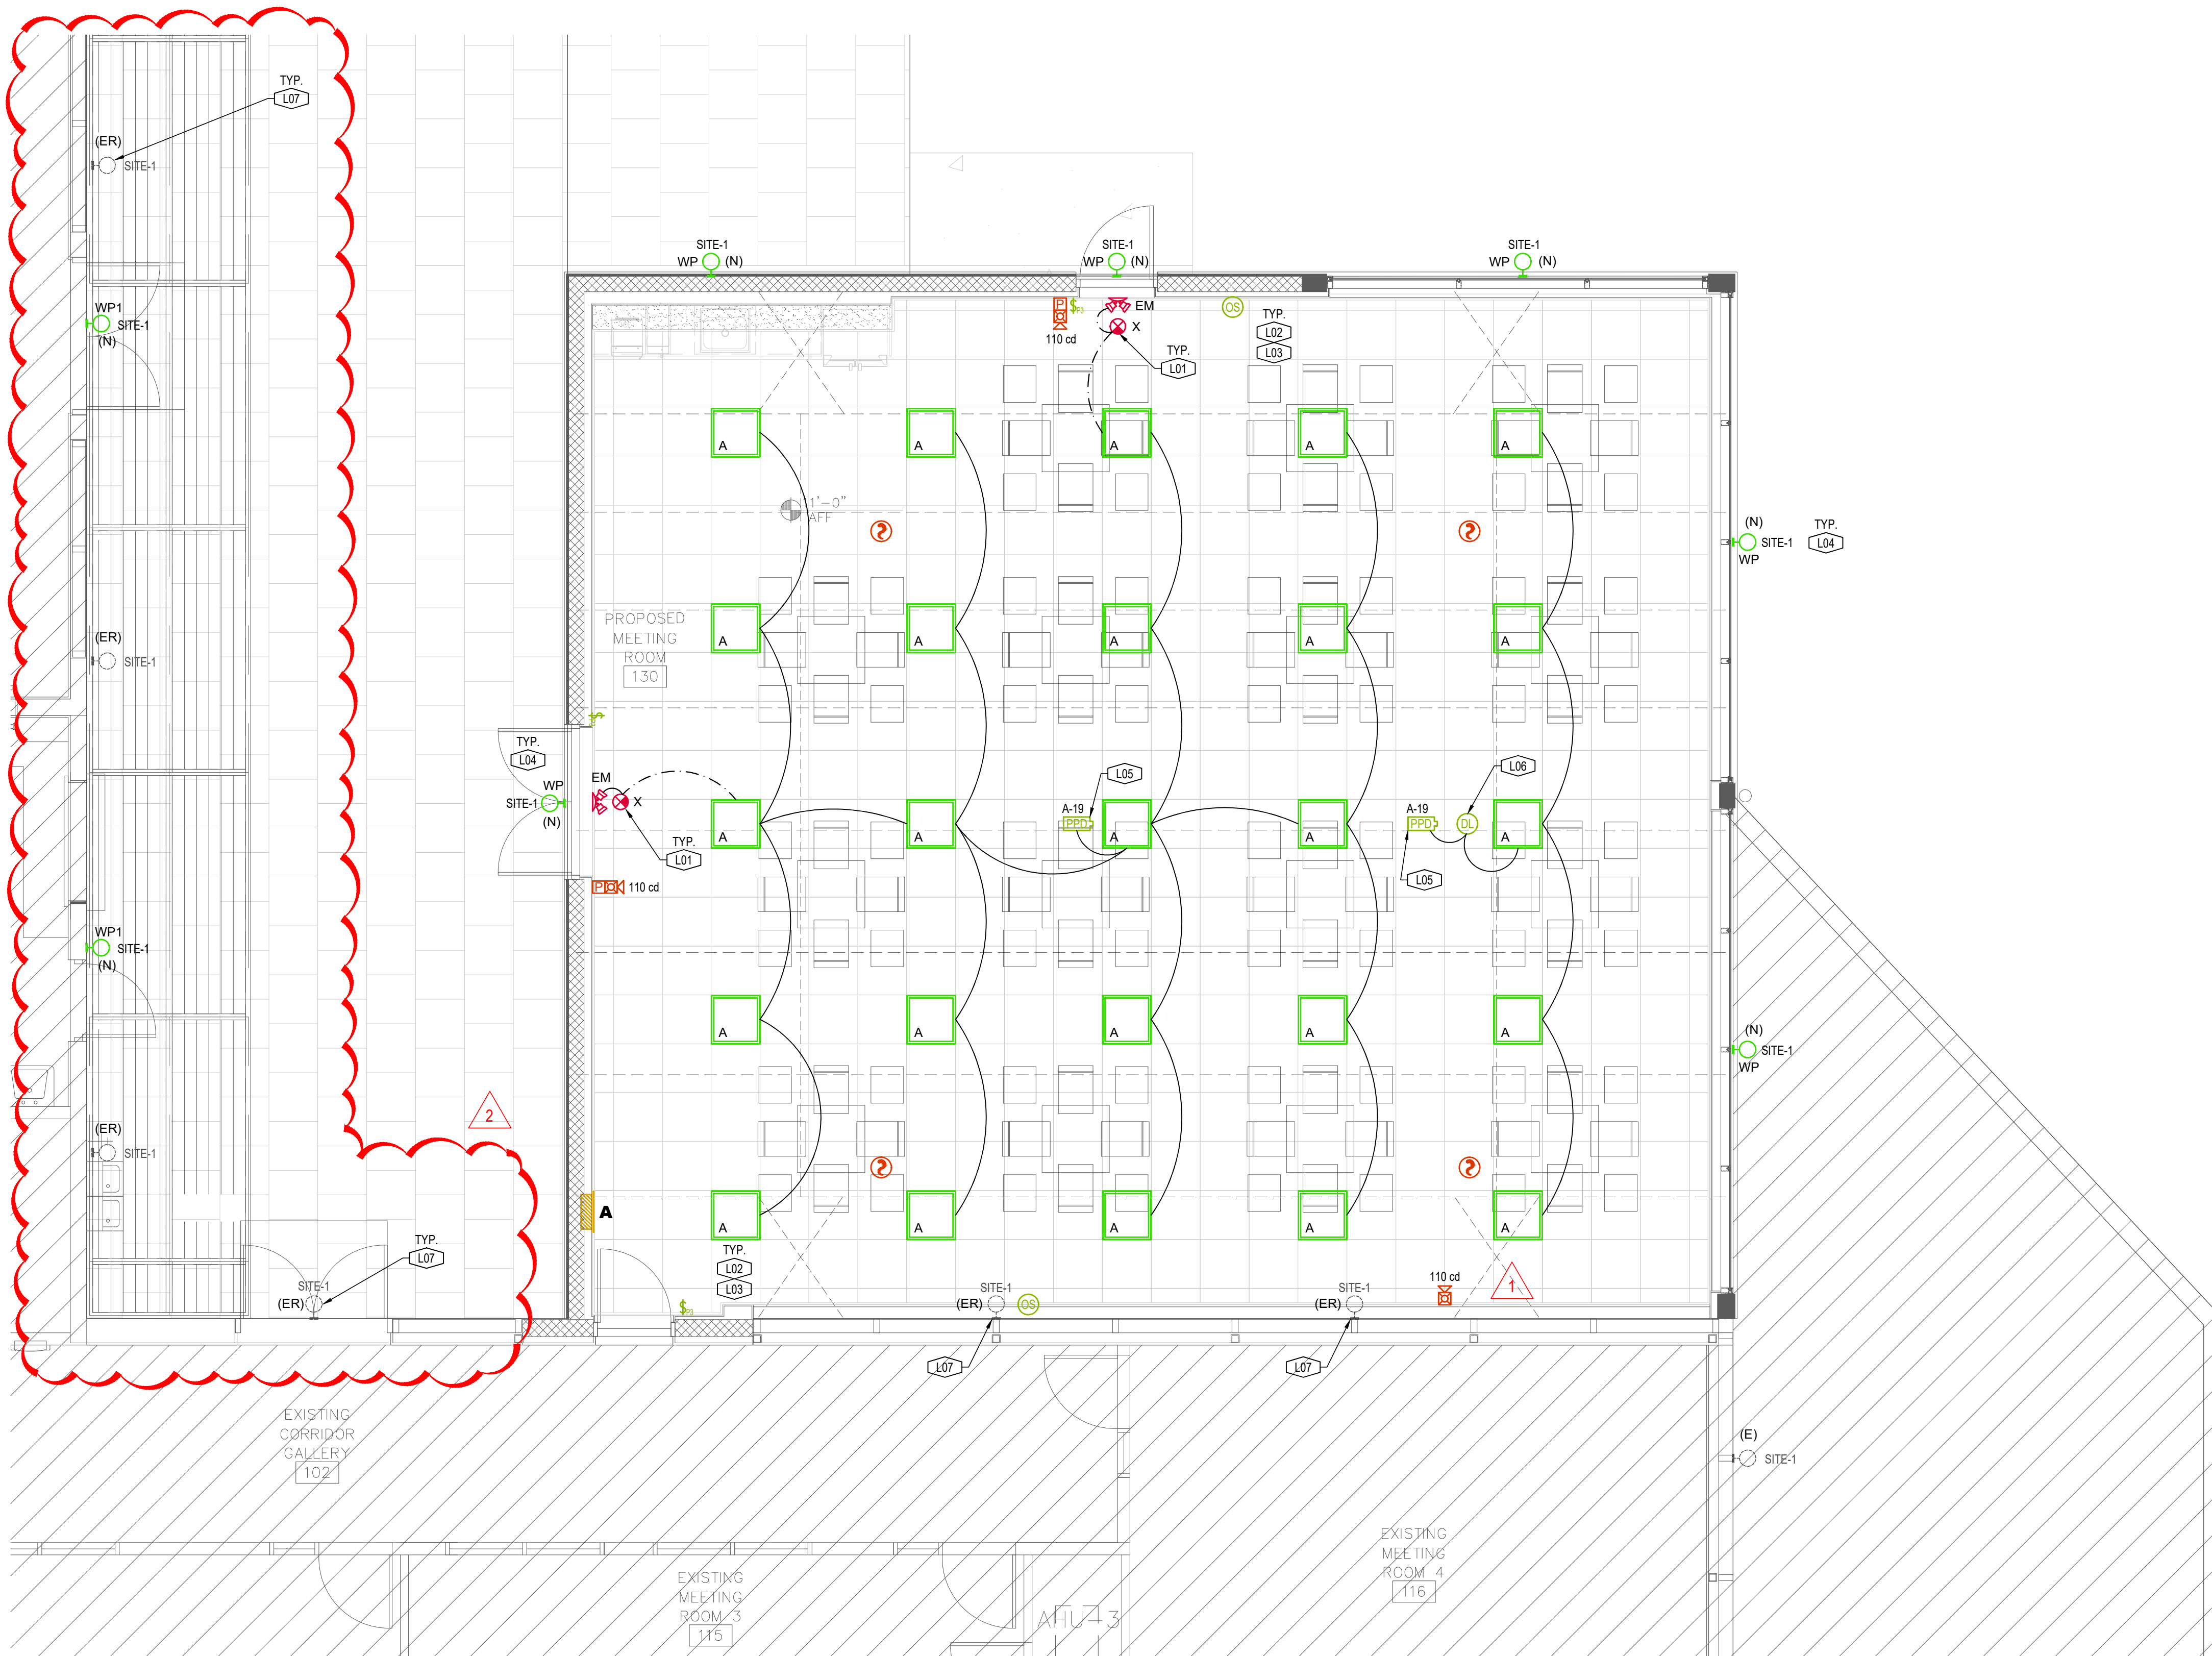 TYP.
L07
(ER)
SITE-1
SITE-1
WP (N)
SITE-1
WP (N)
SITE-1
WP (N)
WP1
SITE-1
(N)
P
$P3
EM
X
110 cd
OS
TYP.
L02
L03
TYP.
L01
A
A
A
A
A
11'-0"
AFF
(N)
SITE-1
WP
TYP.
L04
(ER)
SITE-1
PROPOSED
MEETING
ROOM
130
A
A
A
A
A
$
TYP.
L04
WP
SITE-1
(N)
EM
X
TYP.
L01
L05
A-19
PPD
L06
A-19
PPD
DL
L05
A
A
A
A
A
P
110 cd
WP1
SITE-1
(N)
(N)
SITE-1
WP
A
A
A
A
A
2
(ER)
SITE-1
A
A
A
A
A
A
TYP.
L07
SITE-1
(ER)
TYP.
L02
L03
$P3
SITE-1
(ER)
OS
SITE-1
(ER)
110 cd
1
L07
L07
EXISTING
CORRIDOR
GALLERY
102
(E)
SITE-1
EXISTING
MEETING
ROOM 4
116
EXISTING
MEETING
ROOM 3
115
AHU-3